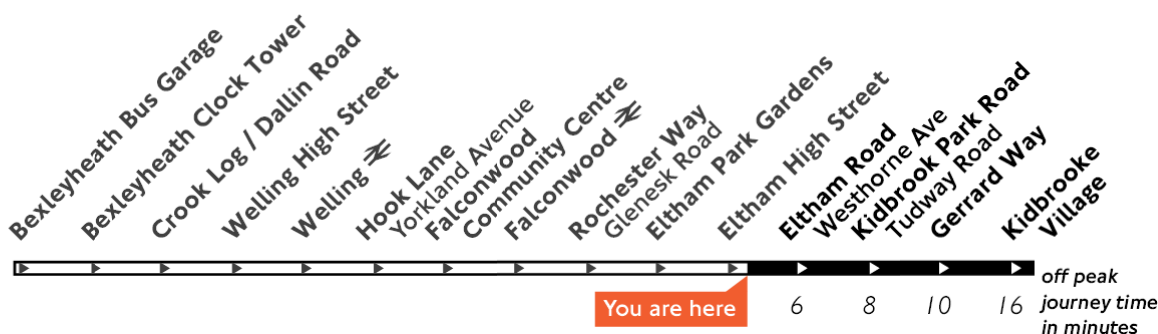 Bexleyheath Bus Garage
Bexleyheath Clock Tower
Crook Log / Dallin Road
Welling High Street
Welling
Hook Lane
Yorkland Avenue
Falconwood
Community Centre
Falconwood
Rochester Way
Glenesk Road
Eltham Park Gardens
Eltham High Street
Eltham Road
Westhorne Ave
Kidbrook Park Road
Tudway Road
Gerrard Way
Kidbrooke
Village
You are here
6
8
10
16
off peak
journey time
in minutes